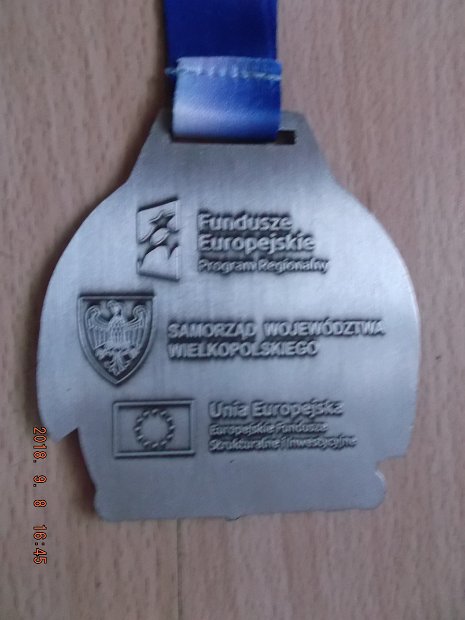 Fundusze
Europejskie
Program Regionalny
SAMORZĄD WOJEWÓDZTWA
WIELKOPOLSKIEGO
Unia Europejska
Europejskie Fundusze
Strukturalne i Inwestycyjne
2018. 9. 8 16:45